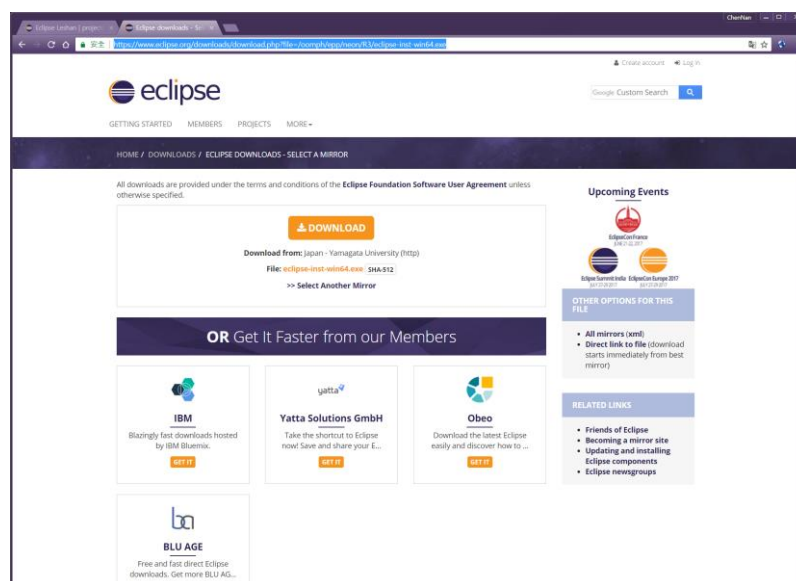 ChenNan
Eclipse downloads - Sel
安全 https://www.eclipse.org/downloads/download.php?file=/oomph/epp/neon/R3/eclipse-inst-win64.exe
Create account Log in
eclipse
Google Custom Search
GETTING STARTED MEMBERS PROJECTS MORE
HOME / DOWNLOADS / ECLIPSE DOWNLOADS - SELECT A MIRROR
All downloads are provided under the terms and conditions of the Eclipse Foundation Software User Agreement unless
otherwise specified.
DOWNLOAD
Download from: Japan - Yamagata University (http)
File: eclipse-inst-win64.exe SHA-512
>> Select Another Mirror
OR Get It Faster from our Members
IBM
Blazingly fast downloads hosted
by IBM Bluemix.
GET IT
yatta
Yatta Solutions GmbH
Take the shortcut to Eclipse
now! Save and share your E...
GET IT
Obeo
Download the latest Eclipse
easily and discover how to ...
GET IT
ba
BLU AGE
Free and fast direct Eclipse
downloads. Get more BLU AG...
Upcoming Events
EclipseCon France
JUNE 21-22, 2017
Eclipse Summit India EclipseCon Europe 2017
OTHER OPTIONS FOR THIS
FILE
All mirrors (xml)
Direct link to file (download
starts immediately from best
mirror)
RELATED LINKS
Friends of Eclipse
Becoming a mirror site
Updating and installing
Eclipse components
Eclipse newsgroups